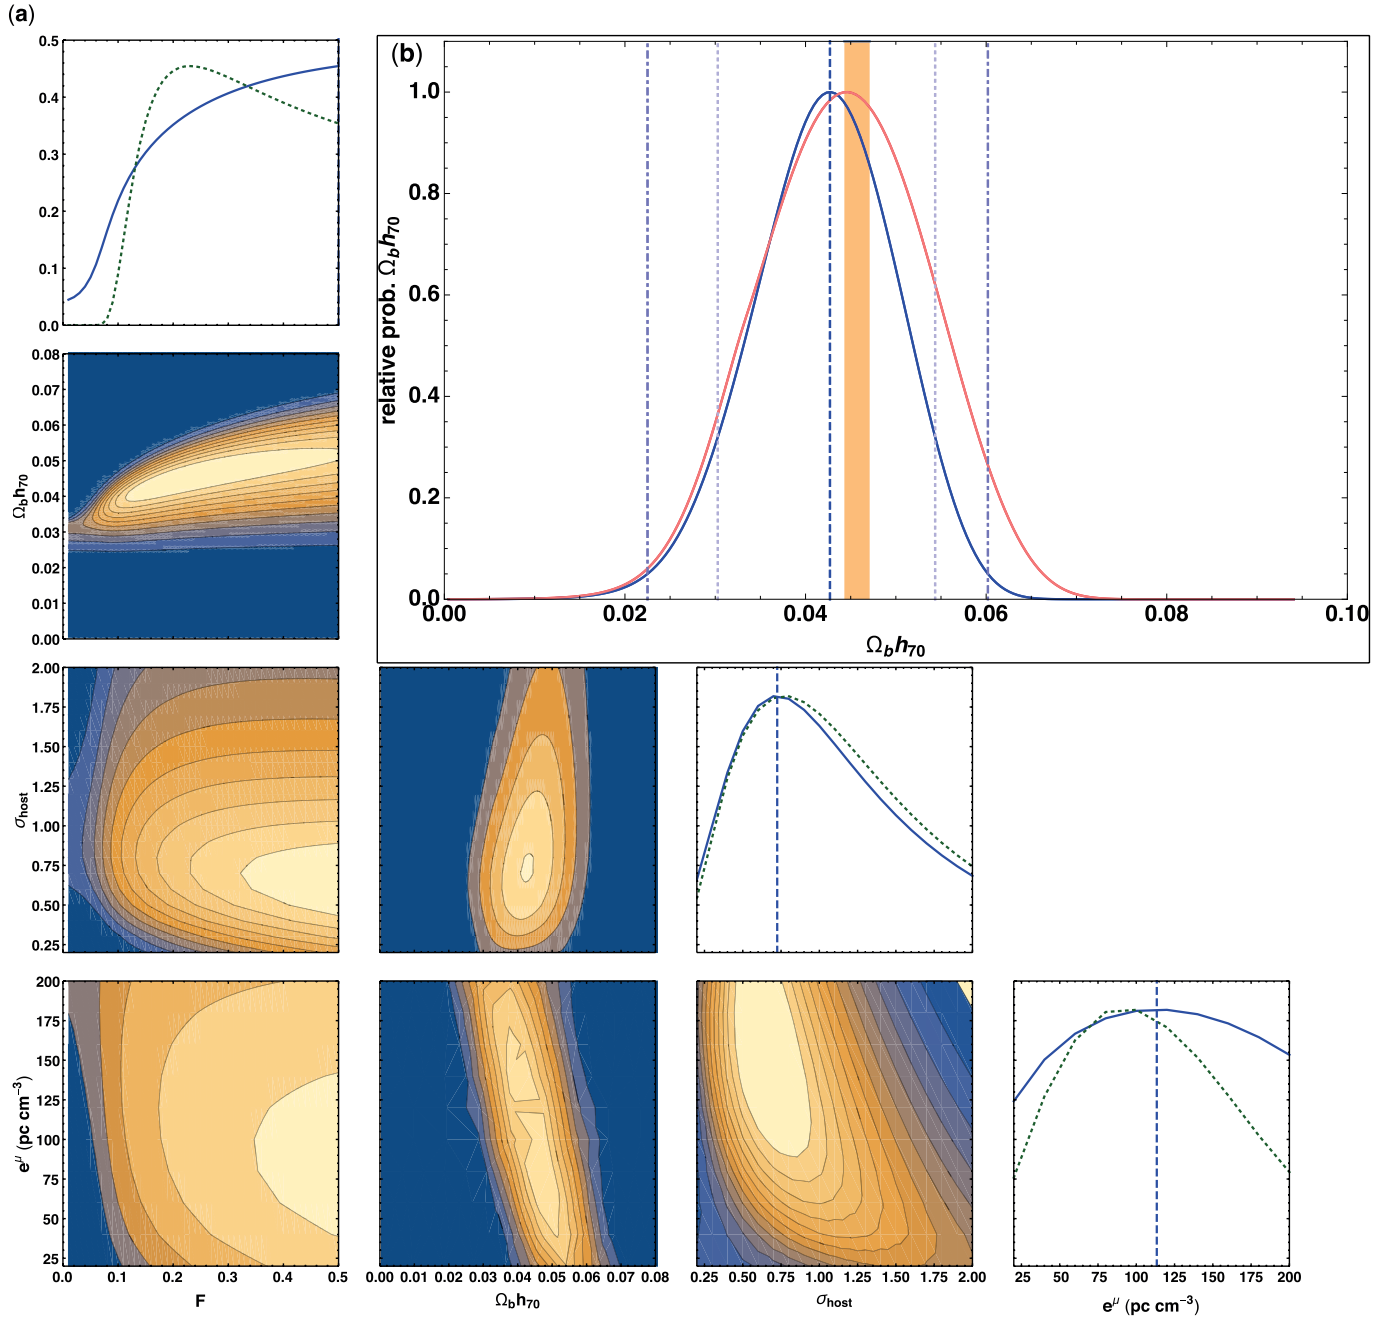 (a)
0.5
0.4
0.3
0.2
0.1
0.0
(b)
relative prob. Ω_b h_70
1.0
0.8
0.6
0.4
0.2
0.0
0.00 0.02 0.04 0.06 0.08 0.10
Ω_b h_70
Ω_b h_70
0.08
0.07
0.06
0.05
0.04
0.03
0.02
0.01
0.00
σ_host
2.00
1.75
1.50
1.25
1.00
0.75
0.50
0.25
e^μ (pc cm^−3)
200
175
150
125
100
75
50
25
0.0 0.1 0.2 0.3 0.4 0.5
F
0.00 0.01 0.02 0.03 0.04 0.05 0.06 0.07 0.08
Ω_b h_70
0.25 0.50 0.75 1.00 1.25 1.50 1.75 2.00
σ_host
25 50 75 100 125 150 175 200
e^μ (pc cm^−3)